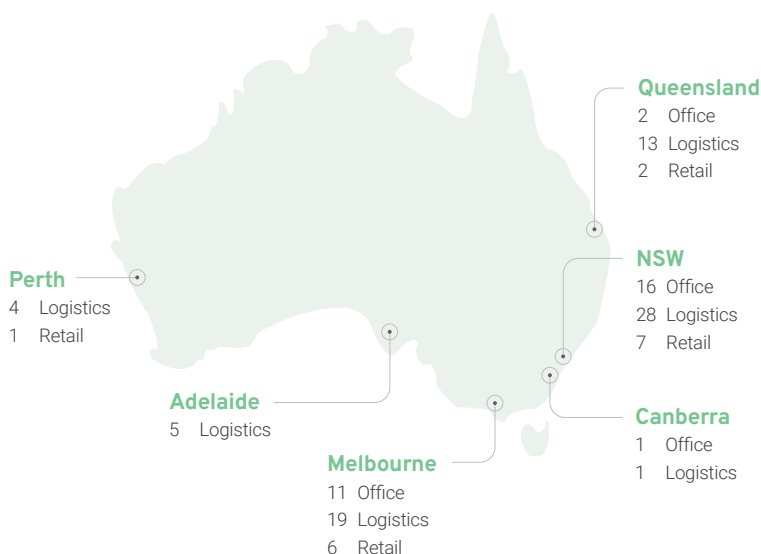 Queensland
2 Office
13 Logistics
2 Retail
NSW
16 Office
28 Logistics
7 Retail
Perth
4 Logistics
1 Retail
Adelaide
5 Logistics
Canberra
1 Office
1 Logistics
Melbourne
11 Office
19 Logistics
6 Retail